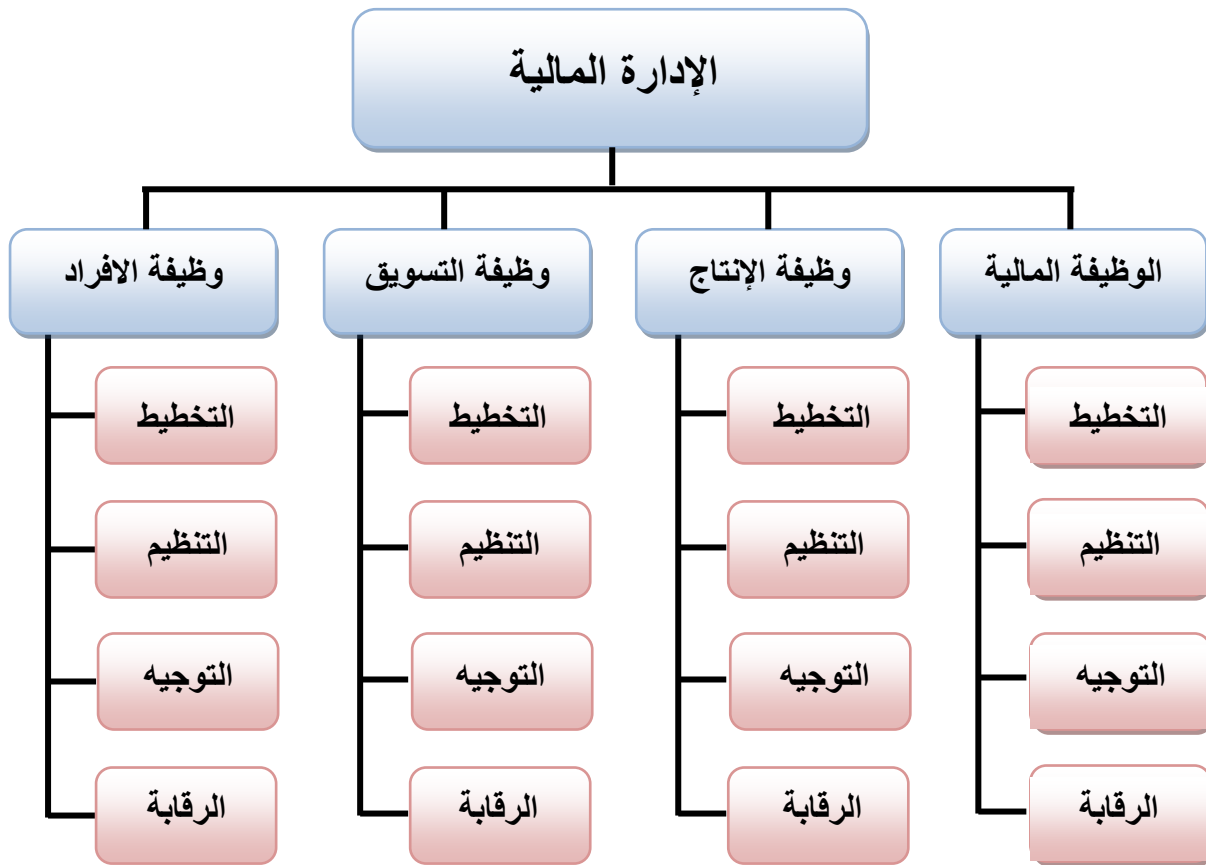 الإدارة المالية
الوظيفة المالية
وظيفة الإنتاج
وظيفة التسويق
وظيفة الافراد
التخطيط
التخطيط
التخطيط
التخطيط
التنظيم
التنظيم
التنظيم
التنظيم
التوجيه
التوجيه
التوجيه
التوجيه
الرقابة
الرقابة
الرقابة
الرقابة